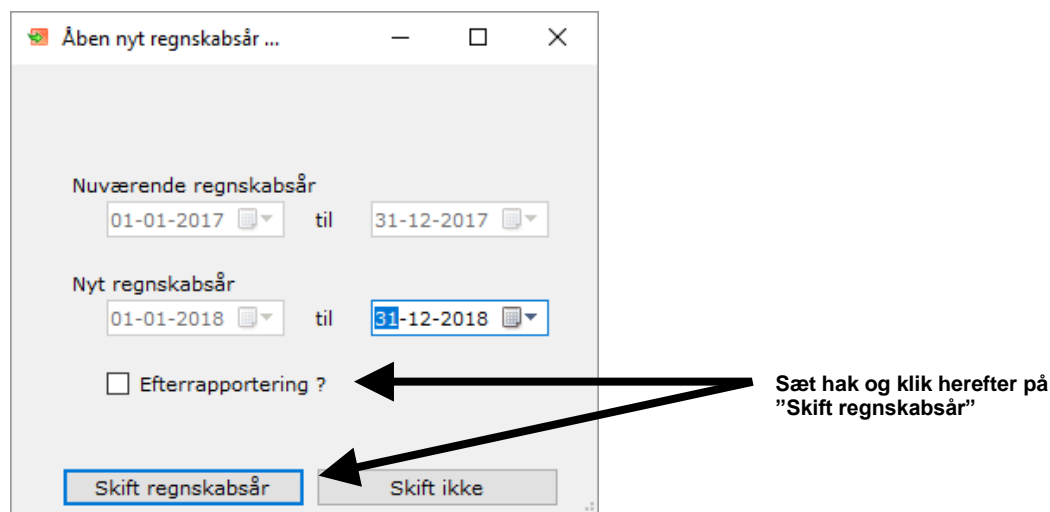 Åben nyt regnskabsår ...
Nuværende regnskabsår
01-01-2017 til 31-12-2017
Nyt regnskabsår
01-01-2018 til 31-12-2018
Efterrapportering ?
Sæt hak og klik herefter på
”Skift regnskabsår”
Skift regnskabsår Skift ikke